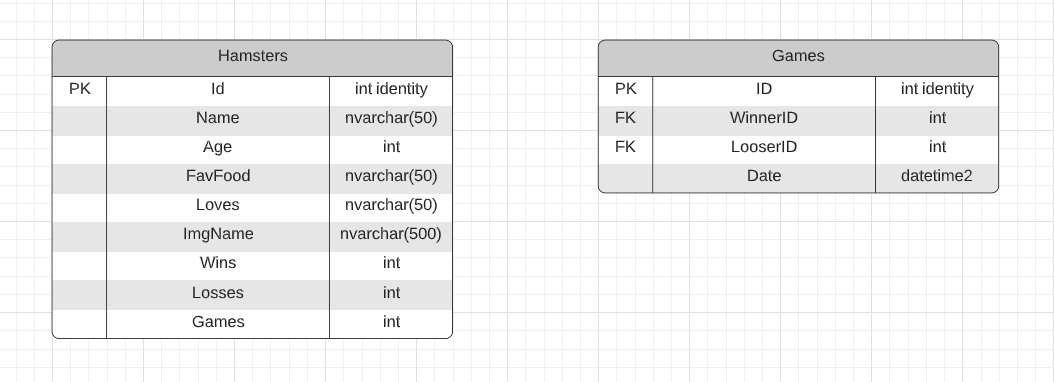 Hamsters
PK Id int identity
Name nvarchar(50)
Age int
FavFood nvarchar(50)
Loves nvarchar(50)
ImgName nvarchar(500)
Wins int
Losses int
Games int
Games
PK ID int identity
FK WinnerID int
FK LooserID int
Date datetime2